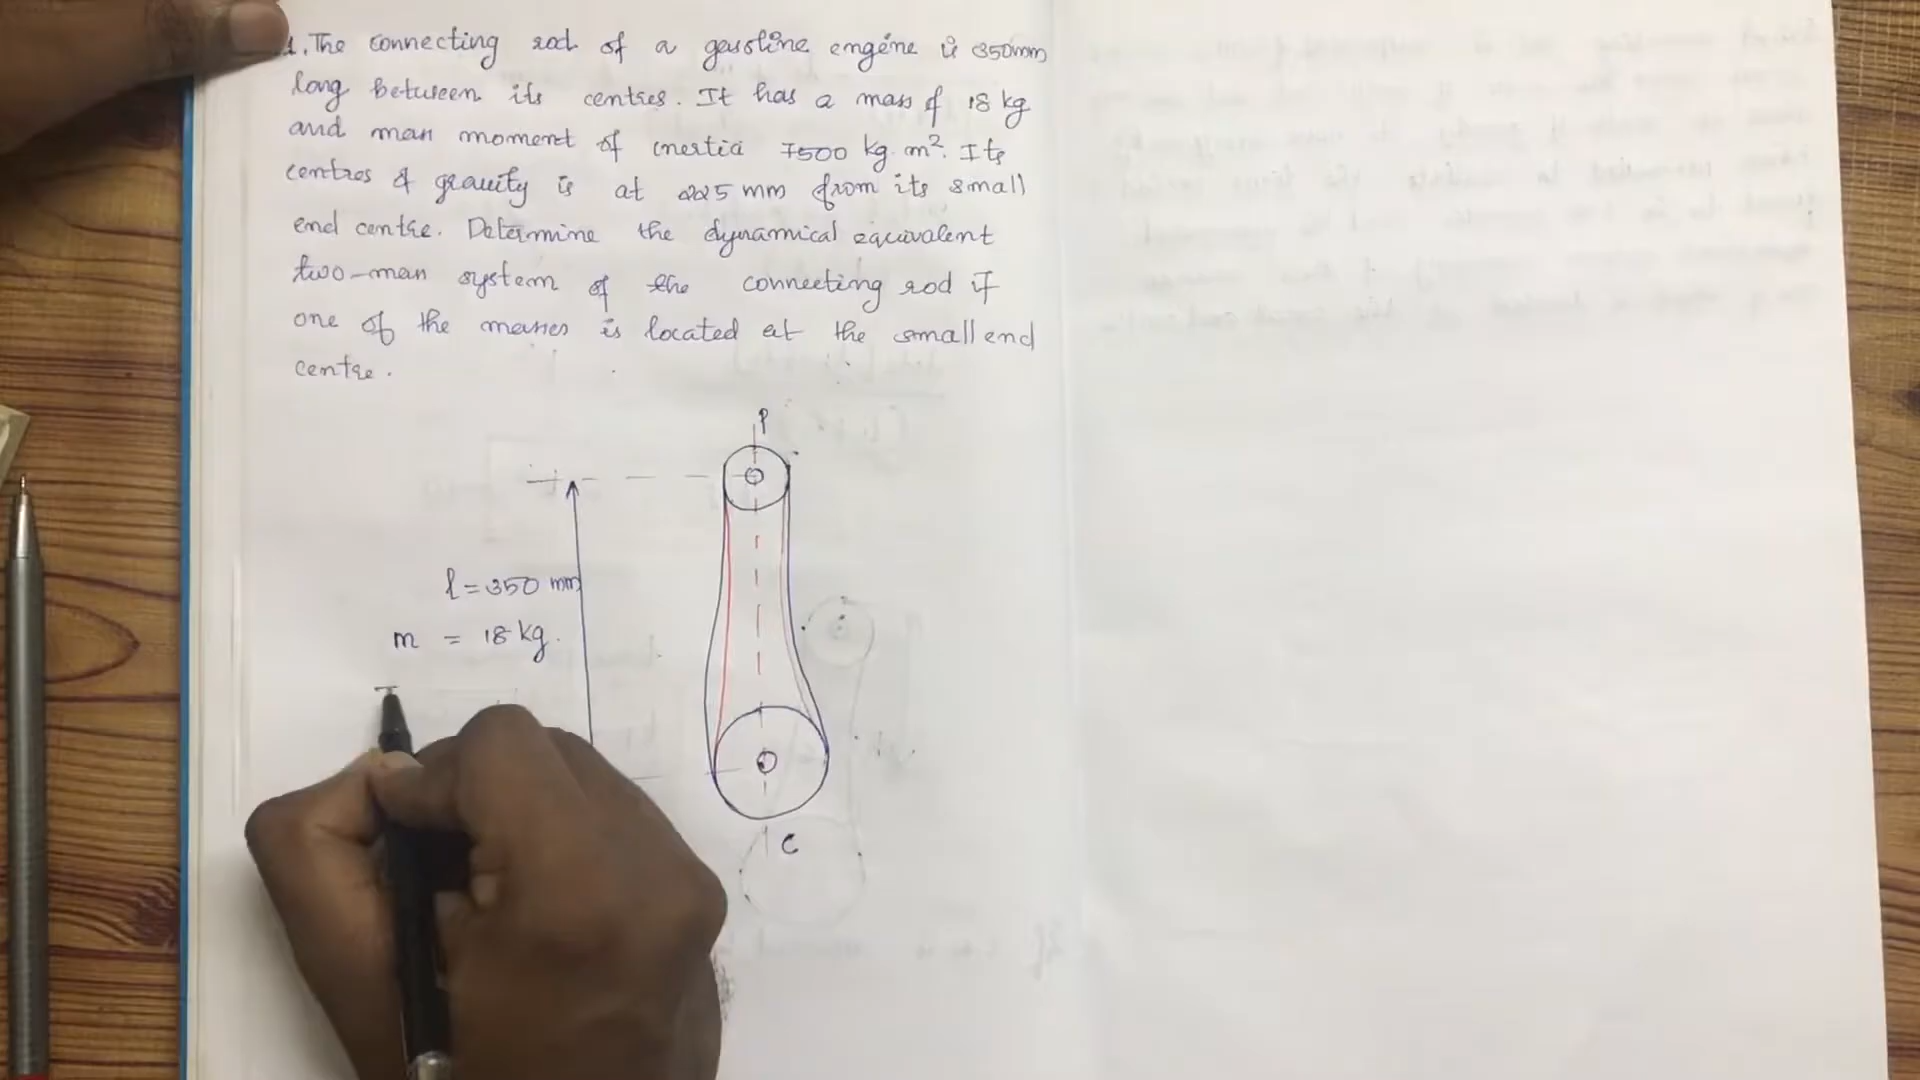 1. The connecting rod of a gasoline engine is 350mm
long between its centres. It has a mass of 18 kg
and mass moment of inertia 7500 kg m². Its
centres of gravity is at 225 mm from its small
end centre. Determine the dynamical equivalent
two-mass system of the connecting rod if
one of the masses is located at the small end
centre.
P
l = 350 mm
m = 18 kg.
C